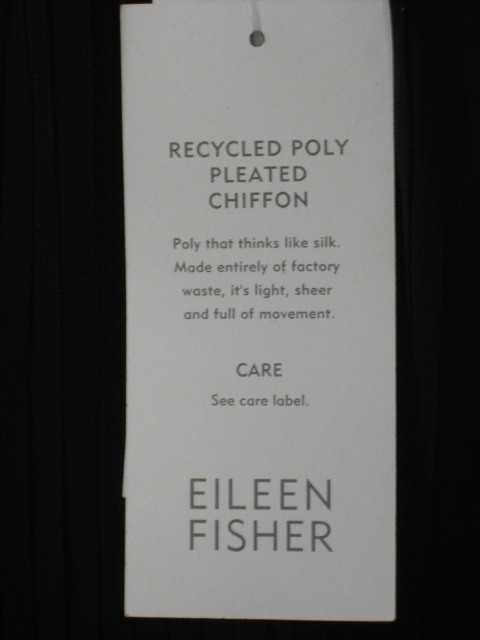 RECYCLED POLY
PLEATED
CHIFFON
Poly that thinks like silk.
Made entirely of factory
waste, it's light, sheer
and full of movement.
CARE
See care label.
EILEEN
FISHER